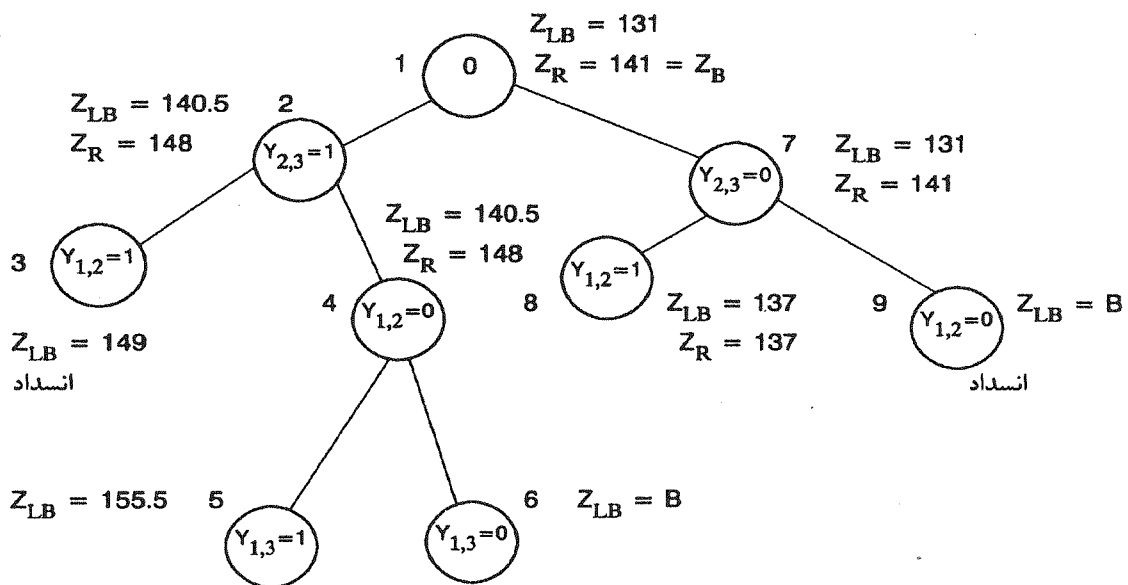 Z_LB = 131
1
0
Z_R = 141 = Z_B
Z_LB = 140.5
2
Z_R = 148
Y_2,3=1
7
Z_LB = 131
Y_2,3=0
Z_R = 141
Z_LB = 140.5
Z_R = 148
3
Y_1,2=1
Z_LB = 149
انسداد
4
Y_1,2=0
8
Y_1,2=1
Z_LB = 137
Z_R = 137
9
Y_1,2=0
Z_LB = B
انسداد
Z_LB = 155.5
5
Y_1,3=1
6
Y_1,3=0
Z_LB = B